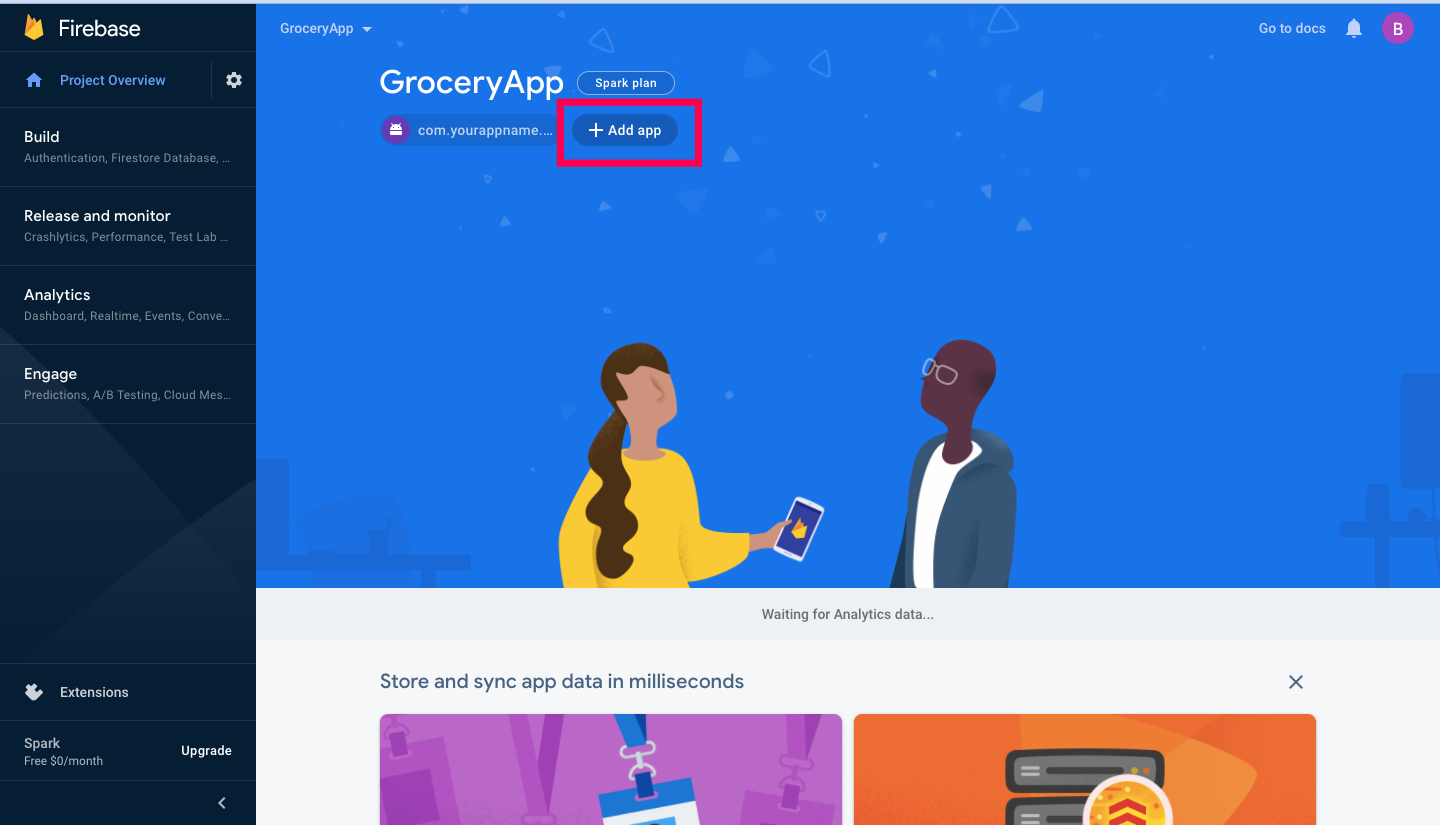 Firebase
GroceryApp
Go to docs
B
Project Overview
GroceryApp
Spark plan
com.yourappname....
Add app
Build
Authentication, Firestore Database, ...
Release and monitor
Crashlytics, Performance, Test Lab ...
Analytics
Dashboard, Realtime, Events, Conve...
Engage
Predictions, A/B Testing, Cloud Mes...
Waiting for Analytics data...
Store and sync app data in milliseconds
Extensions
Spark
Free $0/month
Upgrade